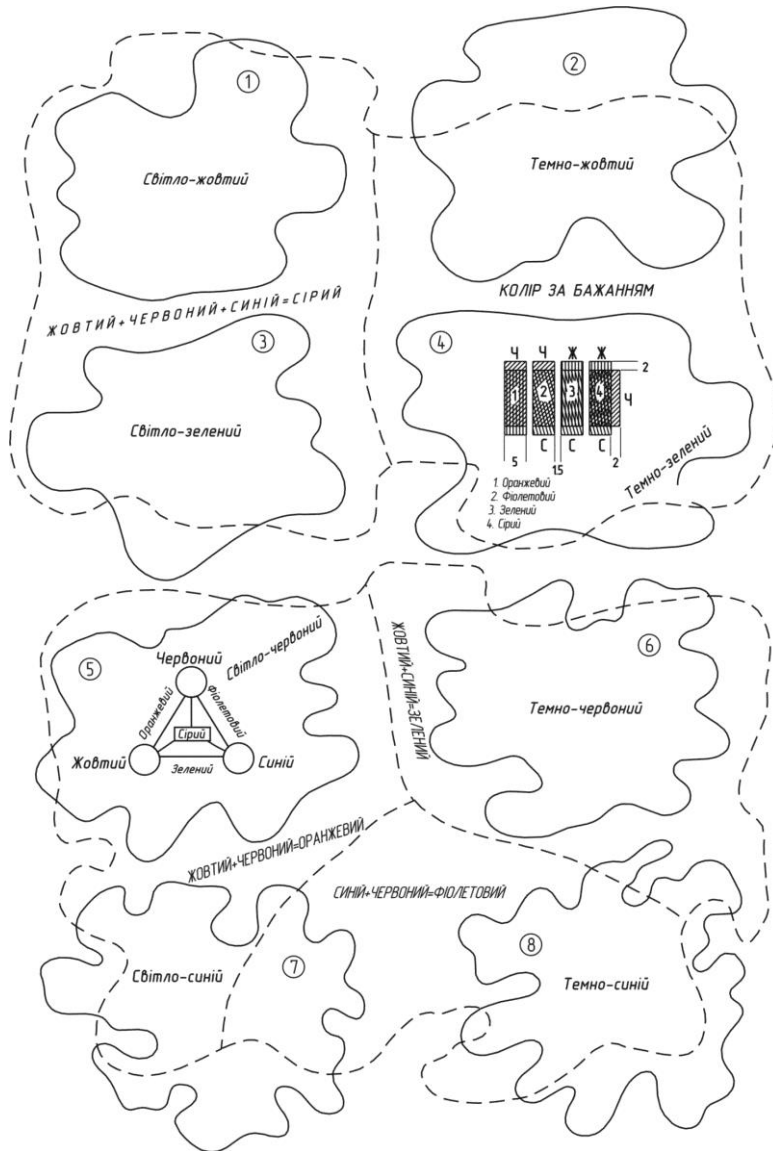 1
2
Світло-жовтий
Темно-жовтий
ЖОВТИЙ+ЧЕРВОНИЙ+СИНІЙ=СІРИЙ
КОЛІР ЗА БАЖАННЯМ
3
Світло-зелений
4
Ч Ч Ж Ж
2
1 2 3 4
Ч
С С С
5 1.5 2
1. Оранжевий
2. Фіолетовий
3. Зелений
4. Сірий
Темно-зелений
5
Світло-червоний
Червоний
Оранжевий
Фіолетовий
Сірий
Жовтий
Синій
Зелений
ЖОВТИЙ+СИНІЙ=ЗЕЛЕНИЙ
6
Темно-червоний
ЖОВТИЙ+ЧЕРВОНИЙ=ОРАНЖЕВИЙ
СИНІЙ+ЧЕРВОНИЙ=ФІОЛЕТОВИЙ
Світло-синій
7
8
Темно-синій